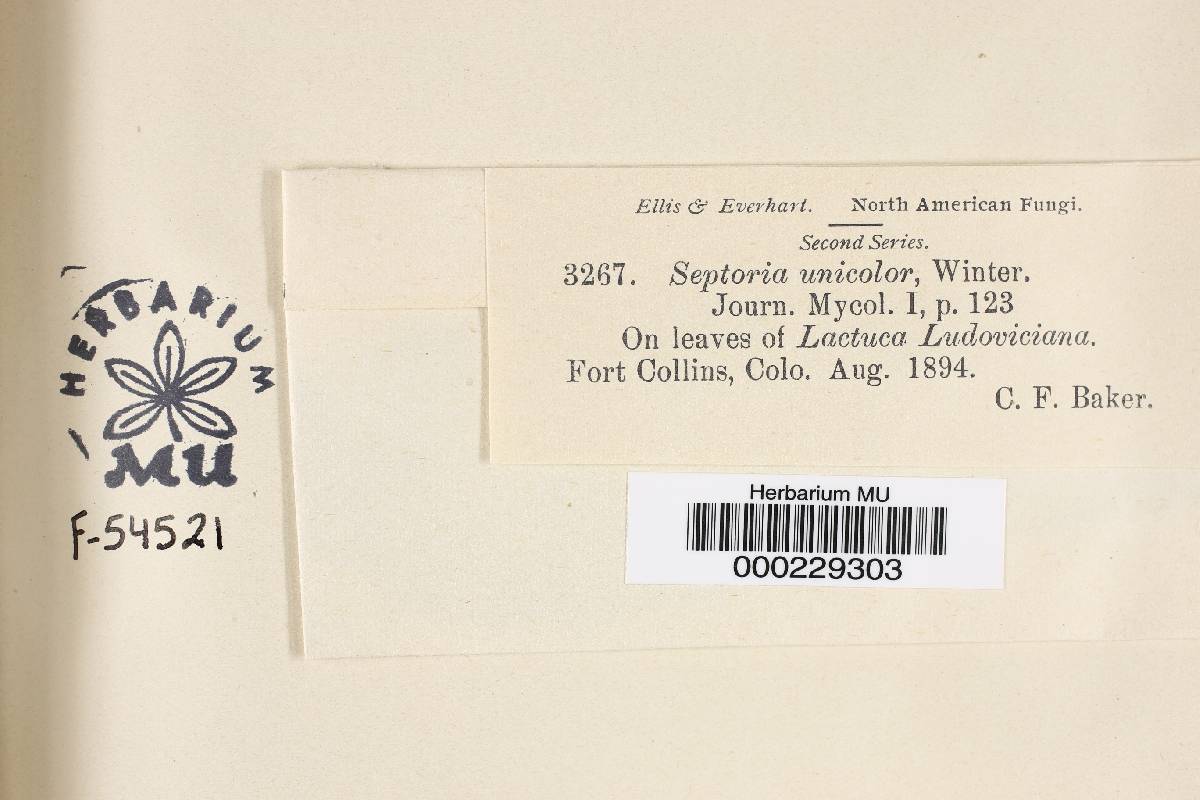 Ellis & Everhart. North American Fungi.
Second Series.
3267. Septoria unicolor, Winter.
Journ. Mycol. I, p. 123
On leaves of Lactuca Ludoviciana.
Fort Collins, Colo. Aug. 1894.
C. F. Baker.
HERBARIUM
MU
F-54521
Herbarium MU
000229303